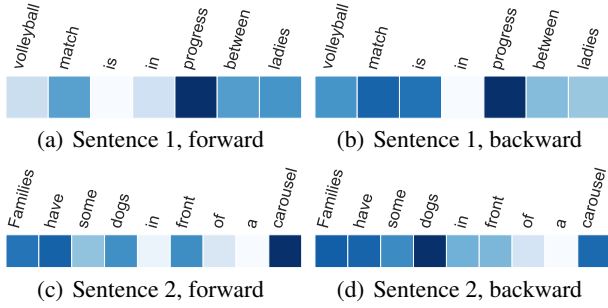 volleyball match is in progress between ladies
volleyball match is in progress between ladies
(a) Sentence 1, forward
(b) Sentence 1, backward
Families have some dogs in front of a carousel
Families have some dogs in front of a carousel
(c) Sentence 2, forward
(d) Sentence 2, backward